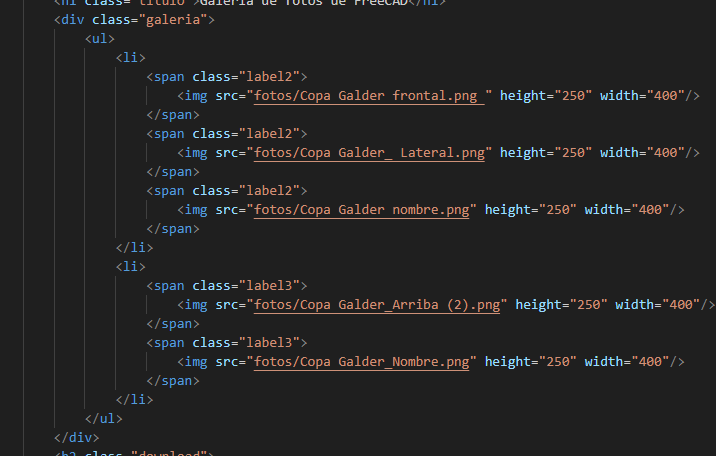 <h1 class="titulo">Galería de fotos de FreeCAD</h1>
<div class="galeria">
<ul>
<li>
<span class="label2">
<img src="fotos/Copa Galder frontal.png " height="250" width="400"/>
</span>
<span class="label2">
<img src="fotos/Copa Galder_ Lateral.png" height="250" width="400"/>
</span>
<span class="label2">
<img src="fotos/Copa Galder nombre.png" height="250" width="400"/>
</span>
</li>
<li>
<span class="label3">
<img src="fotos/Copa Galder_Arriba (2).png" height="250" width="400"/>
</span>
<span class="label3">
<img src="fotos/Copa Galder_Nombre.png" height="250" width="400"/>
</span>
</li>
</ul>
</div>
<h2 class="download">